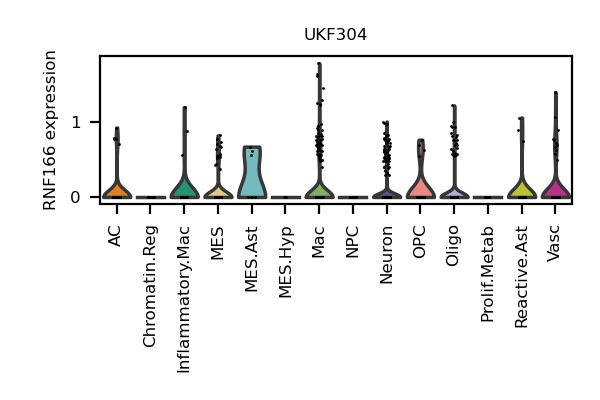 UKF304
RNF166 expression
1
0
AC
Chromatin.Reg
Inflammatory.Mac
MES
MES.Ast
MES.Hyp
Mac
NPC
Neuron
OPC
Oligo
Prolif.Metab
Reactive.Ast
Vasc